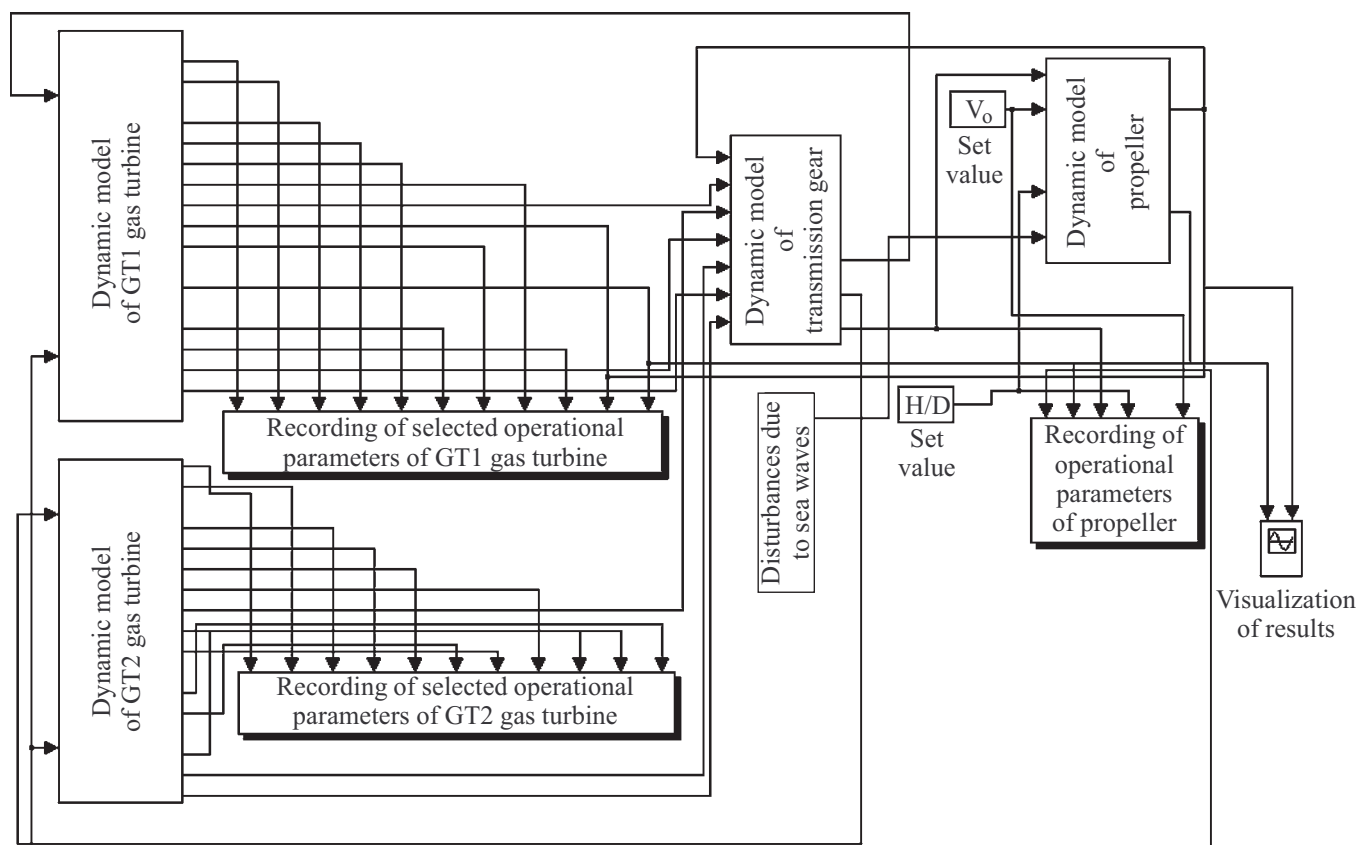 Dynamic model
of GT1 gas turbine
Recording of selected operational
parameters of GT1 gas turbine
Dynamic model
of GT2 gas turbine
Recording of selected operational
parameters of GT2 gas turbine
Dynamic model
of
transmission gear
Disturbances due
to sea waves
Vo
Set
value
H/D
Set
value
Dynamic model
of
propeller
Recording of
operational
parameters
of propeller
Visualization
of results